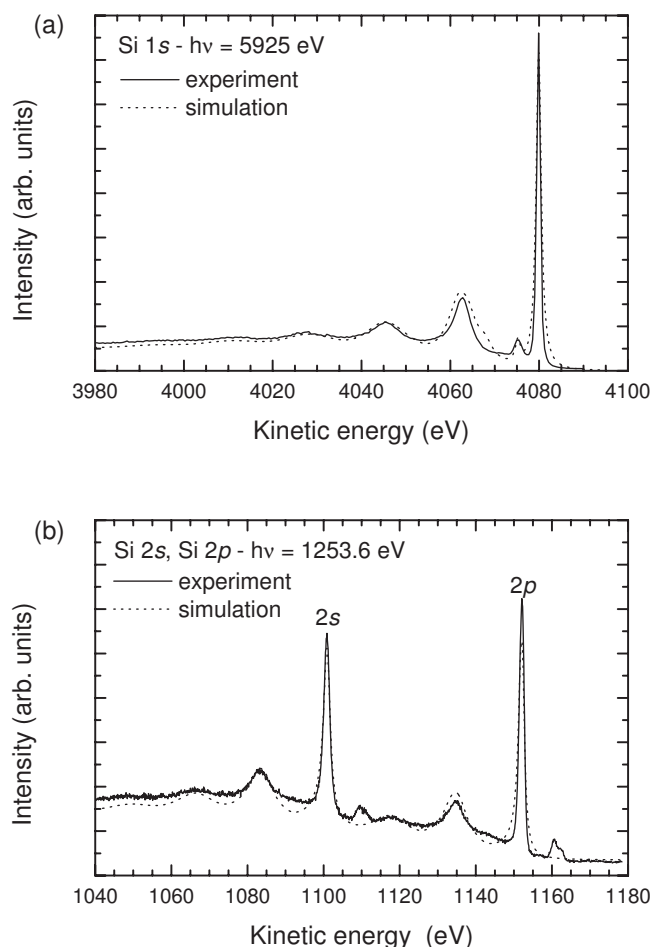 (a)
Si 1s - hν = 5925 eV
experiment
simulation
Intensity (arb. units)
3980 4000 4020 4040 4060 4080 4100
Kinetic energy (eV)
(b)
Si 2s, Si 2p - hν = 1253.6 eV
experiment
simulation
2s
2p
Intensity (arb. units)
1040 1060 1080 1100 1120 1140 1160 1180
Kinetic energy (eV)